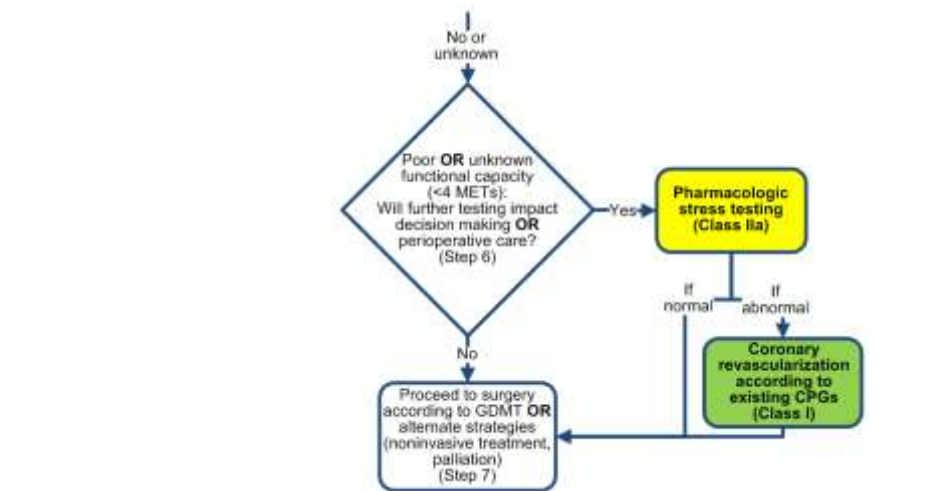 No or
unknown
Poor OR unknown
functional capacity
(<4 METs):
Will further testing impact
decision making OR
perioperative care?
(Step 6)
Yes
Pharmacologic
stress testing
(Class IIa)
If
normal
If
abnormal
No
Coronary
revascularization
according to
existing CPGs
(Class I)
Proceed to surgery
according to GDMT OR
alternate strategies
(noninvasive treatment,
palliation)
(Step 7)